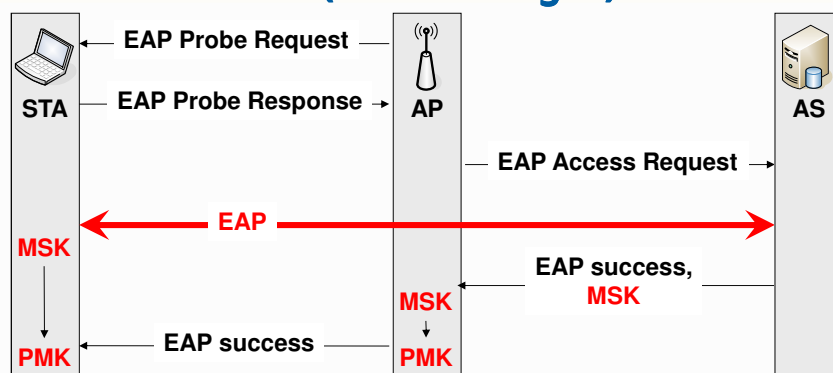 EAP Probe Request
STA
EAP Probe Response
AP
AS
EAP Access Request
EAP
MSK
EAP success,
MSK
MSK
EAP success
PMK
PMK